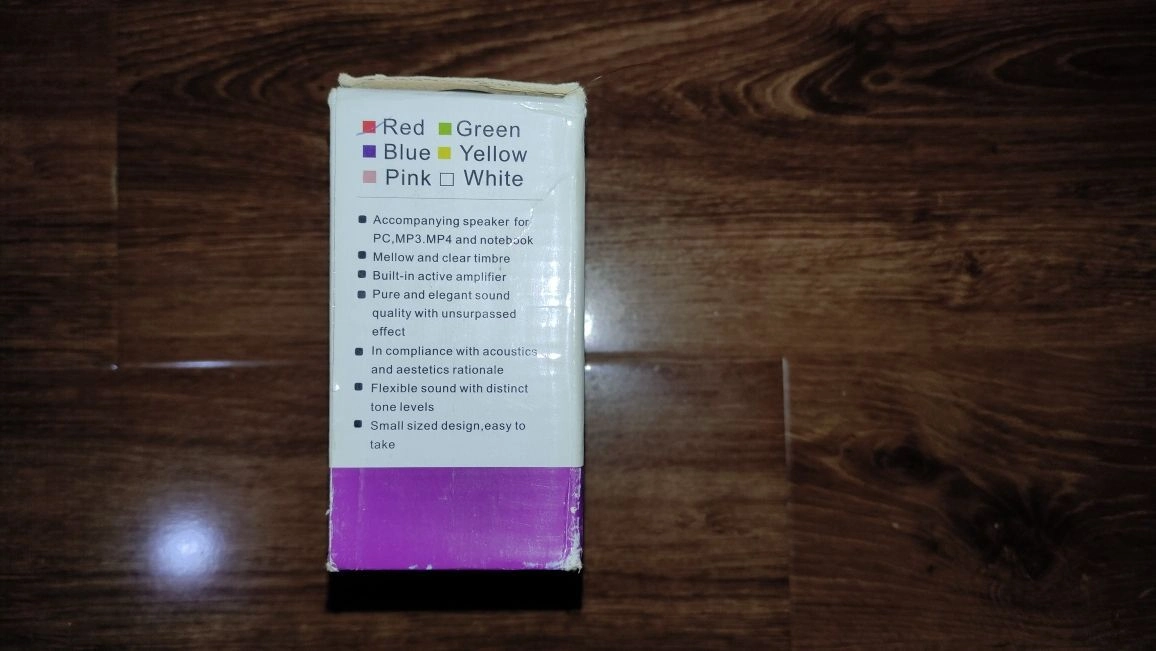 Red Green
Blue Yellow
Pink White
Accompanying speaker for
PC,MP3.MP4 and notebook
Mellow and clear timbre
Built-in active amplifier
Pure and elegant sound
quality with unsurpassed
effect
In compliance with acoustics
and aestetics rationale
Flexible sound with distinct
tone levels
Small sized design,easy to
take